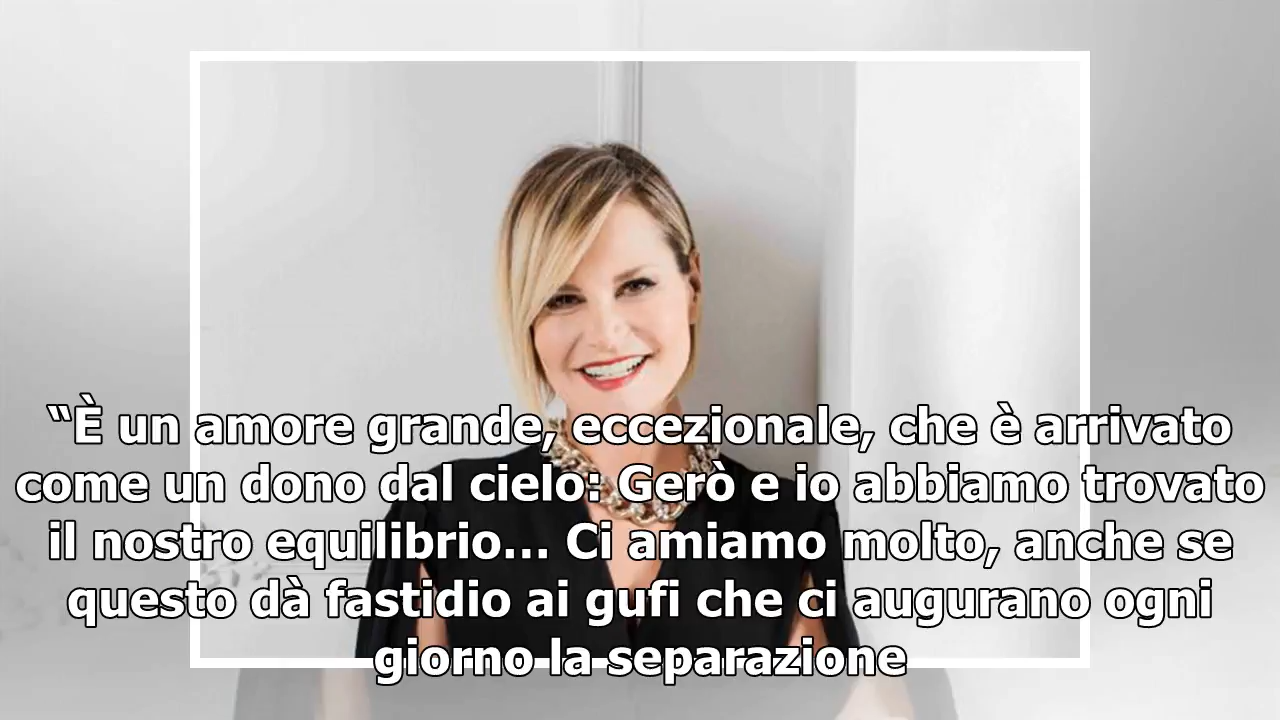 “È un amore grande, eccezionale, che è arrivato
come un dono dal cielo: Gerò e io abbiamo trovato
il nostro equilibrio... Ci amiamo molto, anche se
questo dà fastidio ai gufi che ci augurano ogni
giorno la separazione